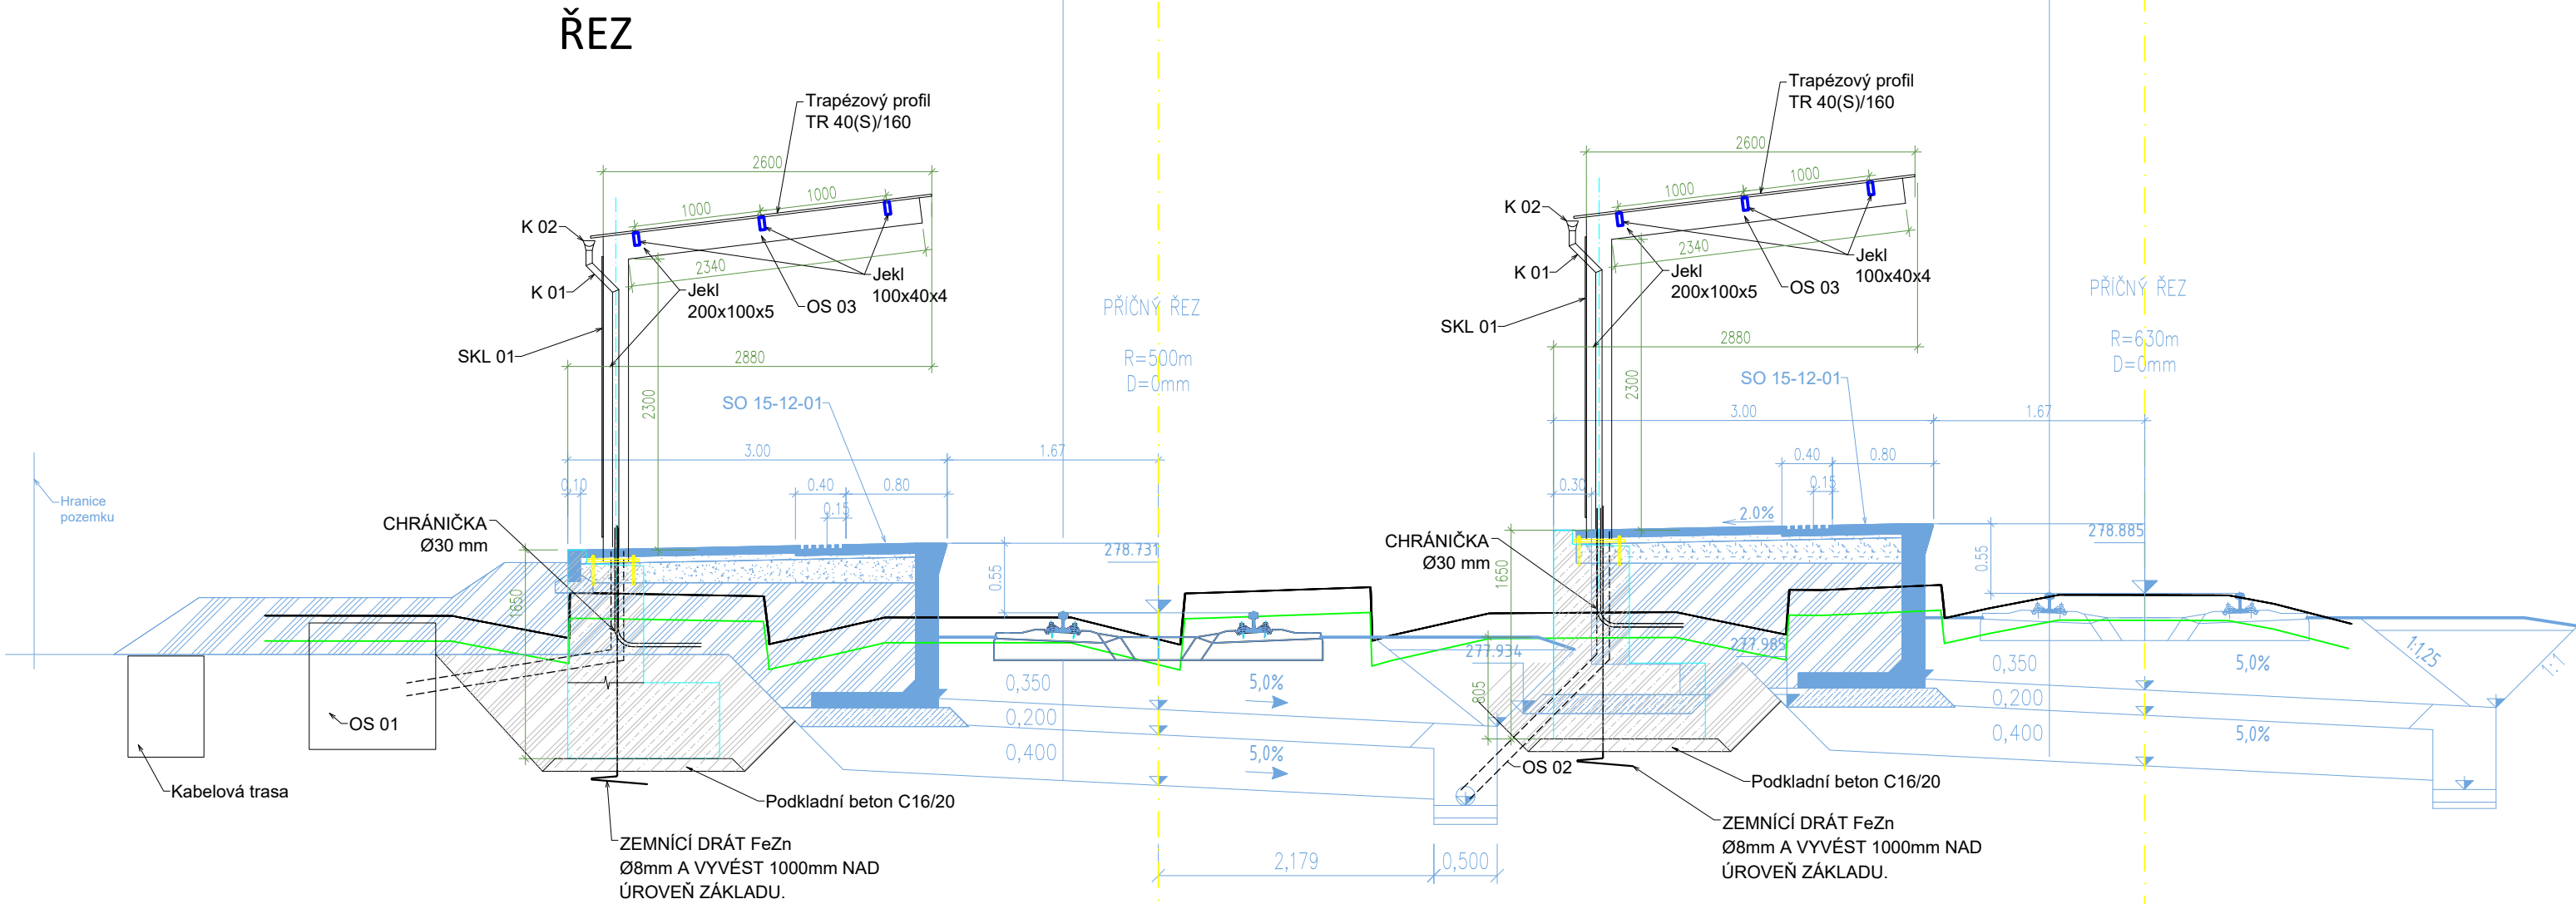 ŘEZ
Trapézový profil
TR 40(S)/160
2600
1000
1000
K 02
2340
K 01
Jekl
200x100x5
OS 03
Jekl
100x40x4
SKL 01
2880
2300
PŘÍČNÝ ŘEZ
R=500m
D=0mm
SO 15-12-01
3.00
1.67
0,10
0.40
0.80
0.15
Hranice
pozemku
CHRÁNIČKA
Ø30 mm
278.731
0.55
1650
OS 01
Kabelová trasa
0,350
5,0%
0,200
0,400
5,0%
Podkladní beton C16/20
ZEMNÍCÍ DRÁT FeZn
Ø8mm A VYVÉST 1000mm NAD
ÚROVEŇ ZÁKLADU.
2,179
0,500
Trapézový profil
TR 40(S)/160
2600
1000
1000
K 02
2340
K 01
Jekl
200x100x5
OS 03
Jekl
100x40x4
SKL 01
2880
2300
PŘÍČNÝ ŘEZ
R=630m
D=0mm
SO 15-12-01
3.00
1.67
0.30
0.40
0.80
0.15
2.0%
CHRÁNIČKA
Ø30 mm
278.885
0.55
1650
277.934
277.985
805
OS 02
0,350
5,0%
0,200
0,400
5,0%
1:1,25
1:1
Podkladní beton C16/20
ZEMNÍCÍ DRÁT FeZn
Ø8mm A VYVÉST 1000mm NAD
ÚROVEŇ ZÁKLADU.